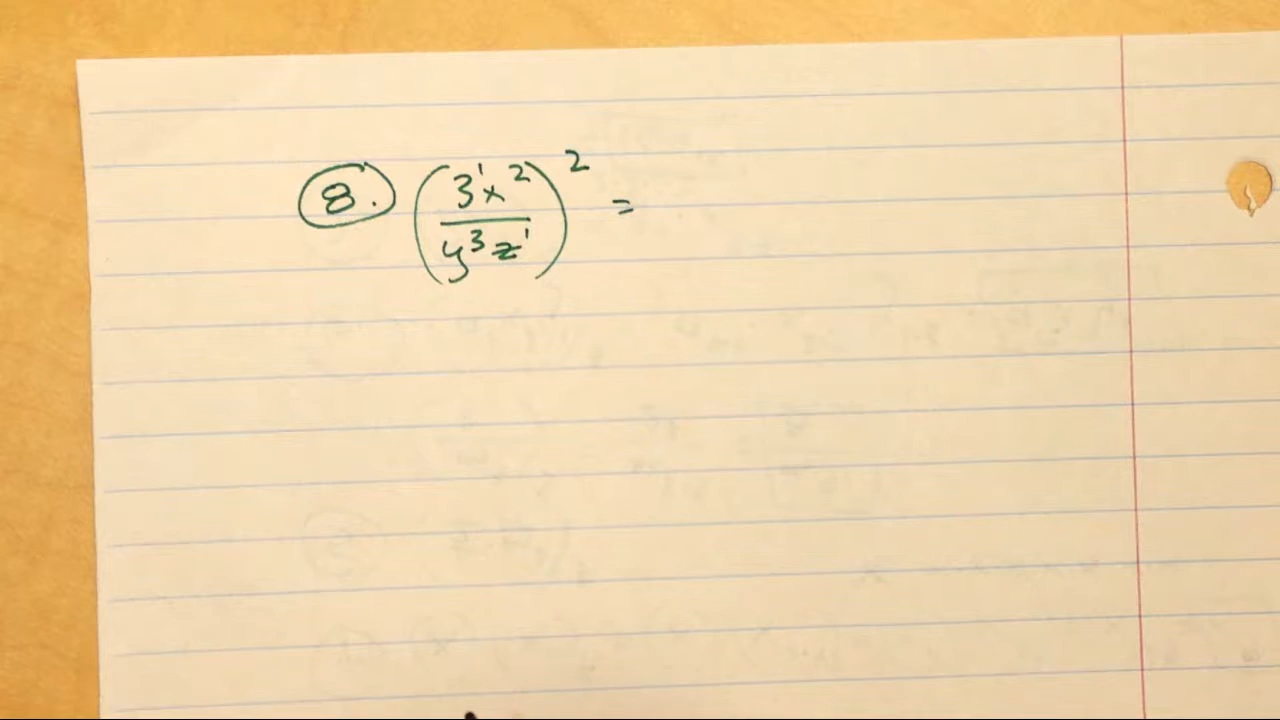 8. (3¹x²/y³z¹)² =